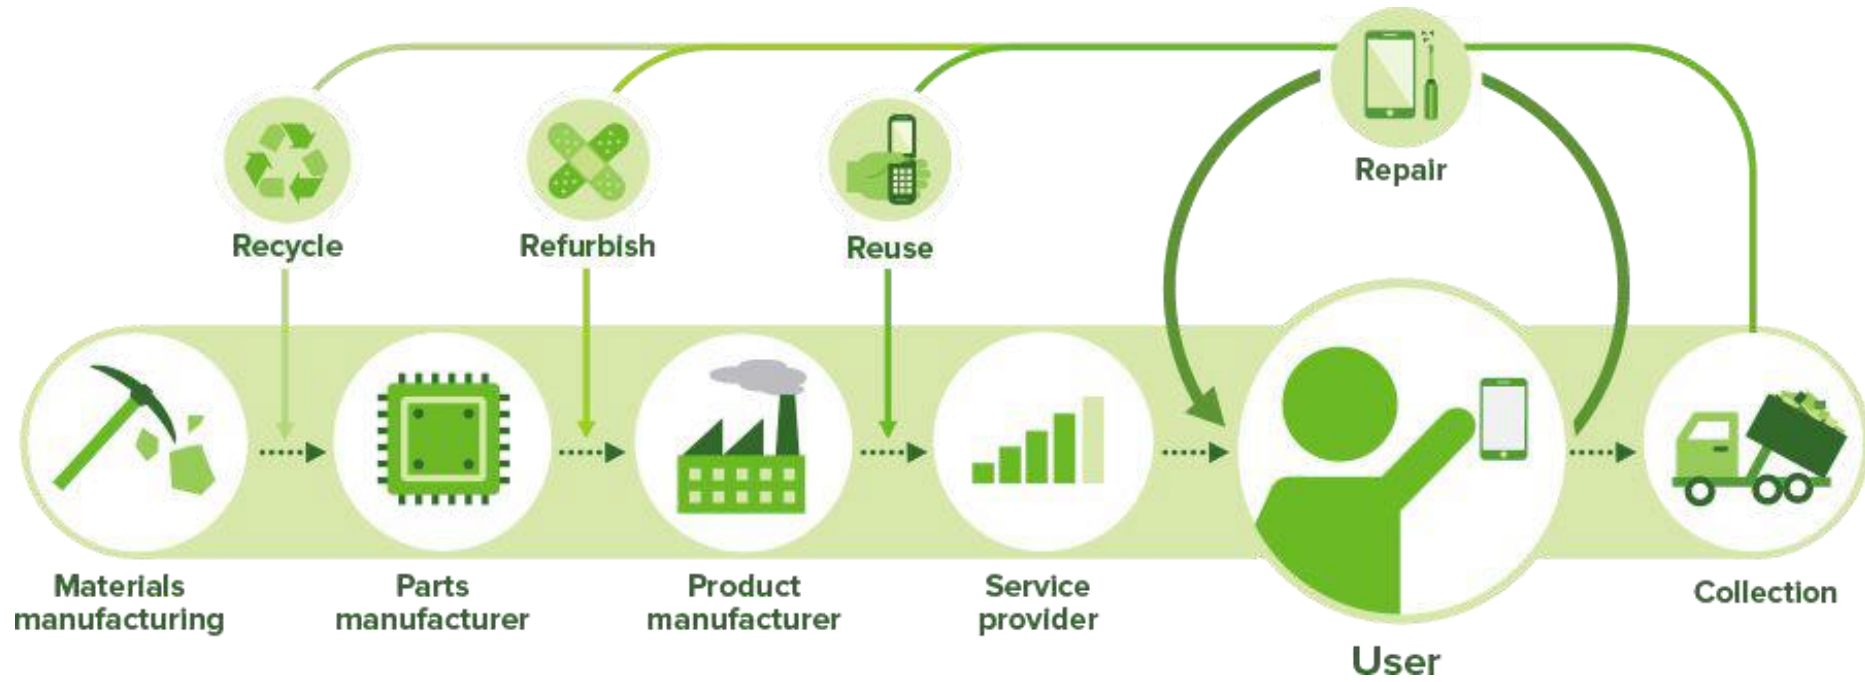 Repair
Recycle
Refurbish
Reuse
Materials
manufacturing
Parts
manufacturer
Product
manufacturer
Service
provider
User
Collection